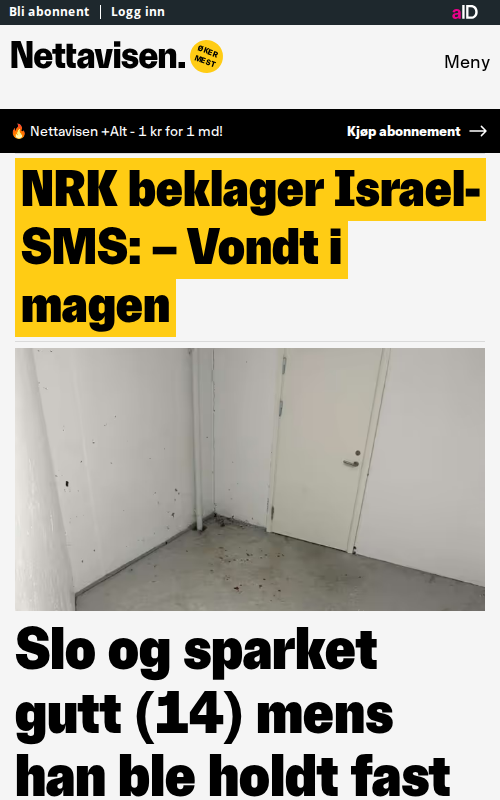 Bli abonnent | Logg inn
aID
Nettavisen.
ØKER
MEST
Meny
🔥 Nettavisen +Alt - 1 kr for 1 md!
Kjøp abonnement →
NRK beklager Israel-
SMS: – Vondt i
magen
Slo og sparket
gutt (14) mens
han ble holdt fast